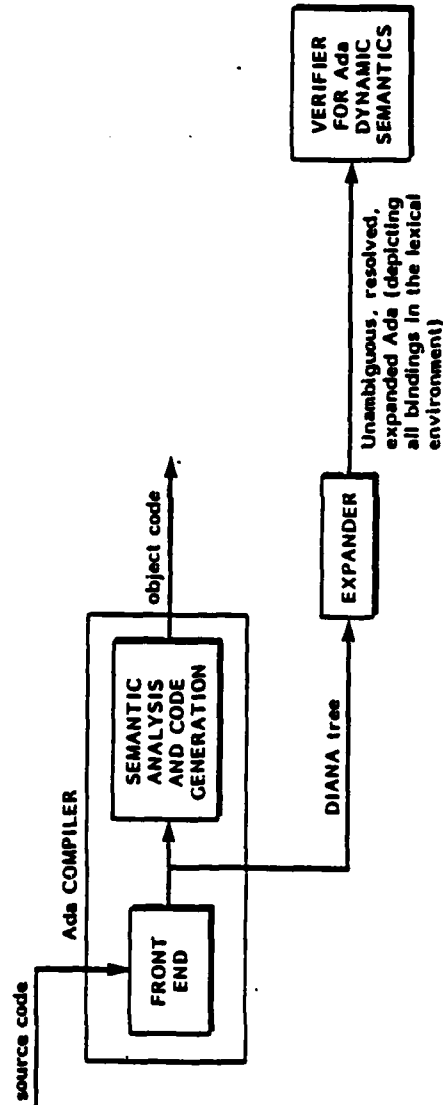 source code
Ada COMPILER
FRONT
END
SEMANTIC
ANALYSIS
AND CODE
GENERATION
object code
DIANA tree
EXPANDER
Unambiguous, resolved,
expanded Ada (depicting
all bindings in the lexical
environment)
VERIFIER
FOR Ada
DYNAMIC
SEMANTICS